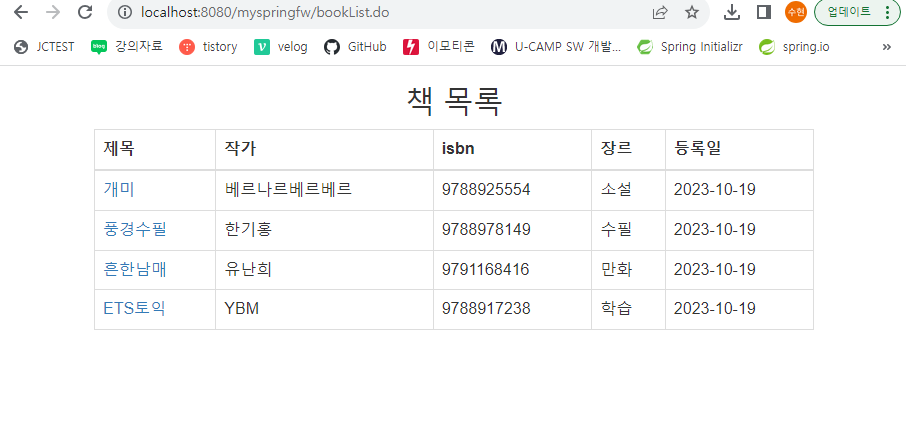 localhost:8080/myspringfw/bookList.do 수현 업데이트
JCTEST blog 강의자료 tistory velog GitHub 이모티콘 U-CAMP SW 개발... Spring Initializr spring.io »
책 목록
제목 작가 isbn 장르 등록일
개미 베르나르베르베르 9788925554 소설 2023-10-19
풍경수필 한기홍 9788978149 수필 2023-10-19
흔한남매 유난희 9791168416 만화 2023-10-19
ETS토익 YBM 9788917238 학습 2023-10-19